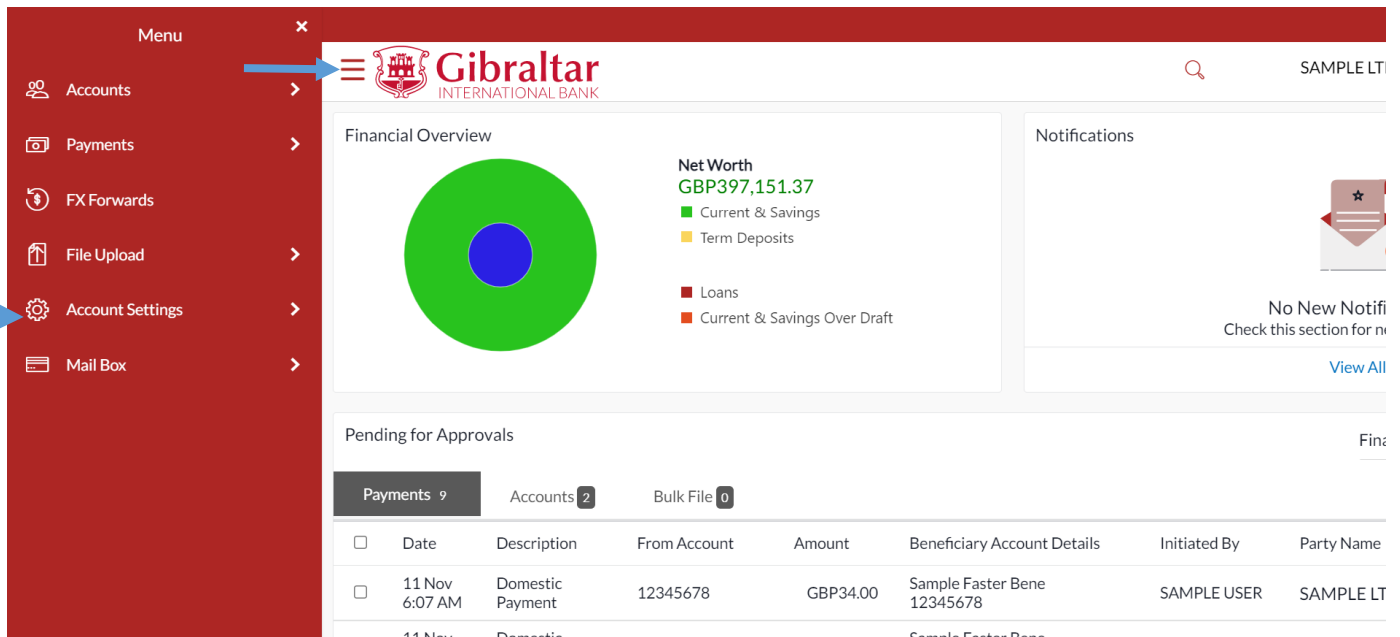 Menu
Accounts
Payments
FX Forwards
File Upload
Account Settings
Mail Box
Gibraltar
INTERNATIONAL BANK
SAMPLE
Financial Overview
Net Worth
GBP397,151.37
Current & Savings
Term Deposits
Loans
Current & Savings Over Draft
Notifications
No New
Check this section for
View All
Pending for Approvals
Payments 9
Accounts 2
Bulk File 0
Date Description From Account Amount Beneficiary Account Details Initiated By Party Name
11 Nov
6:07 AM
Domestic
Payment
12345678
GBP34.00
Sample Faster Bene
12345678
SAMPLE USER
SAMPLE